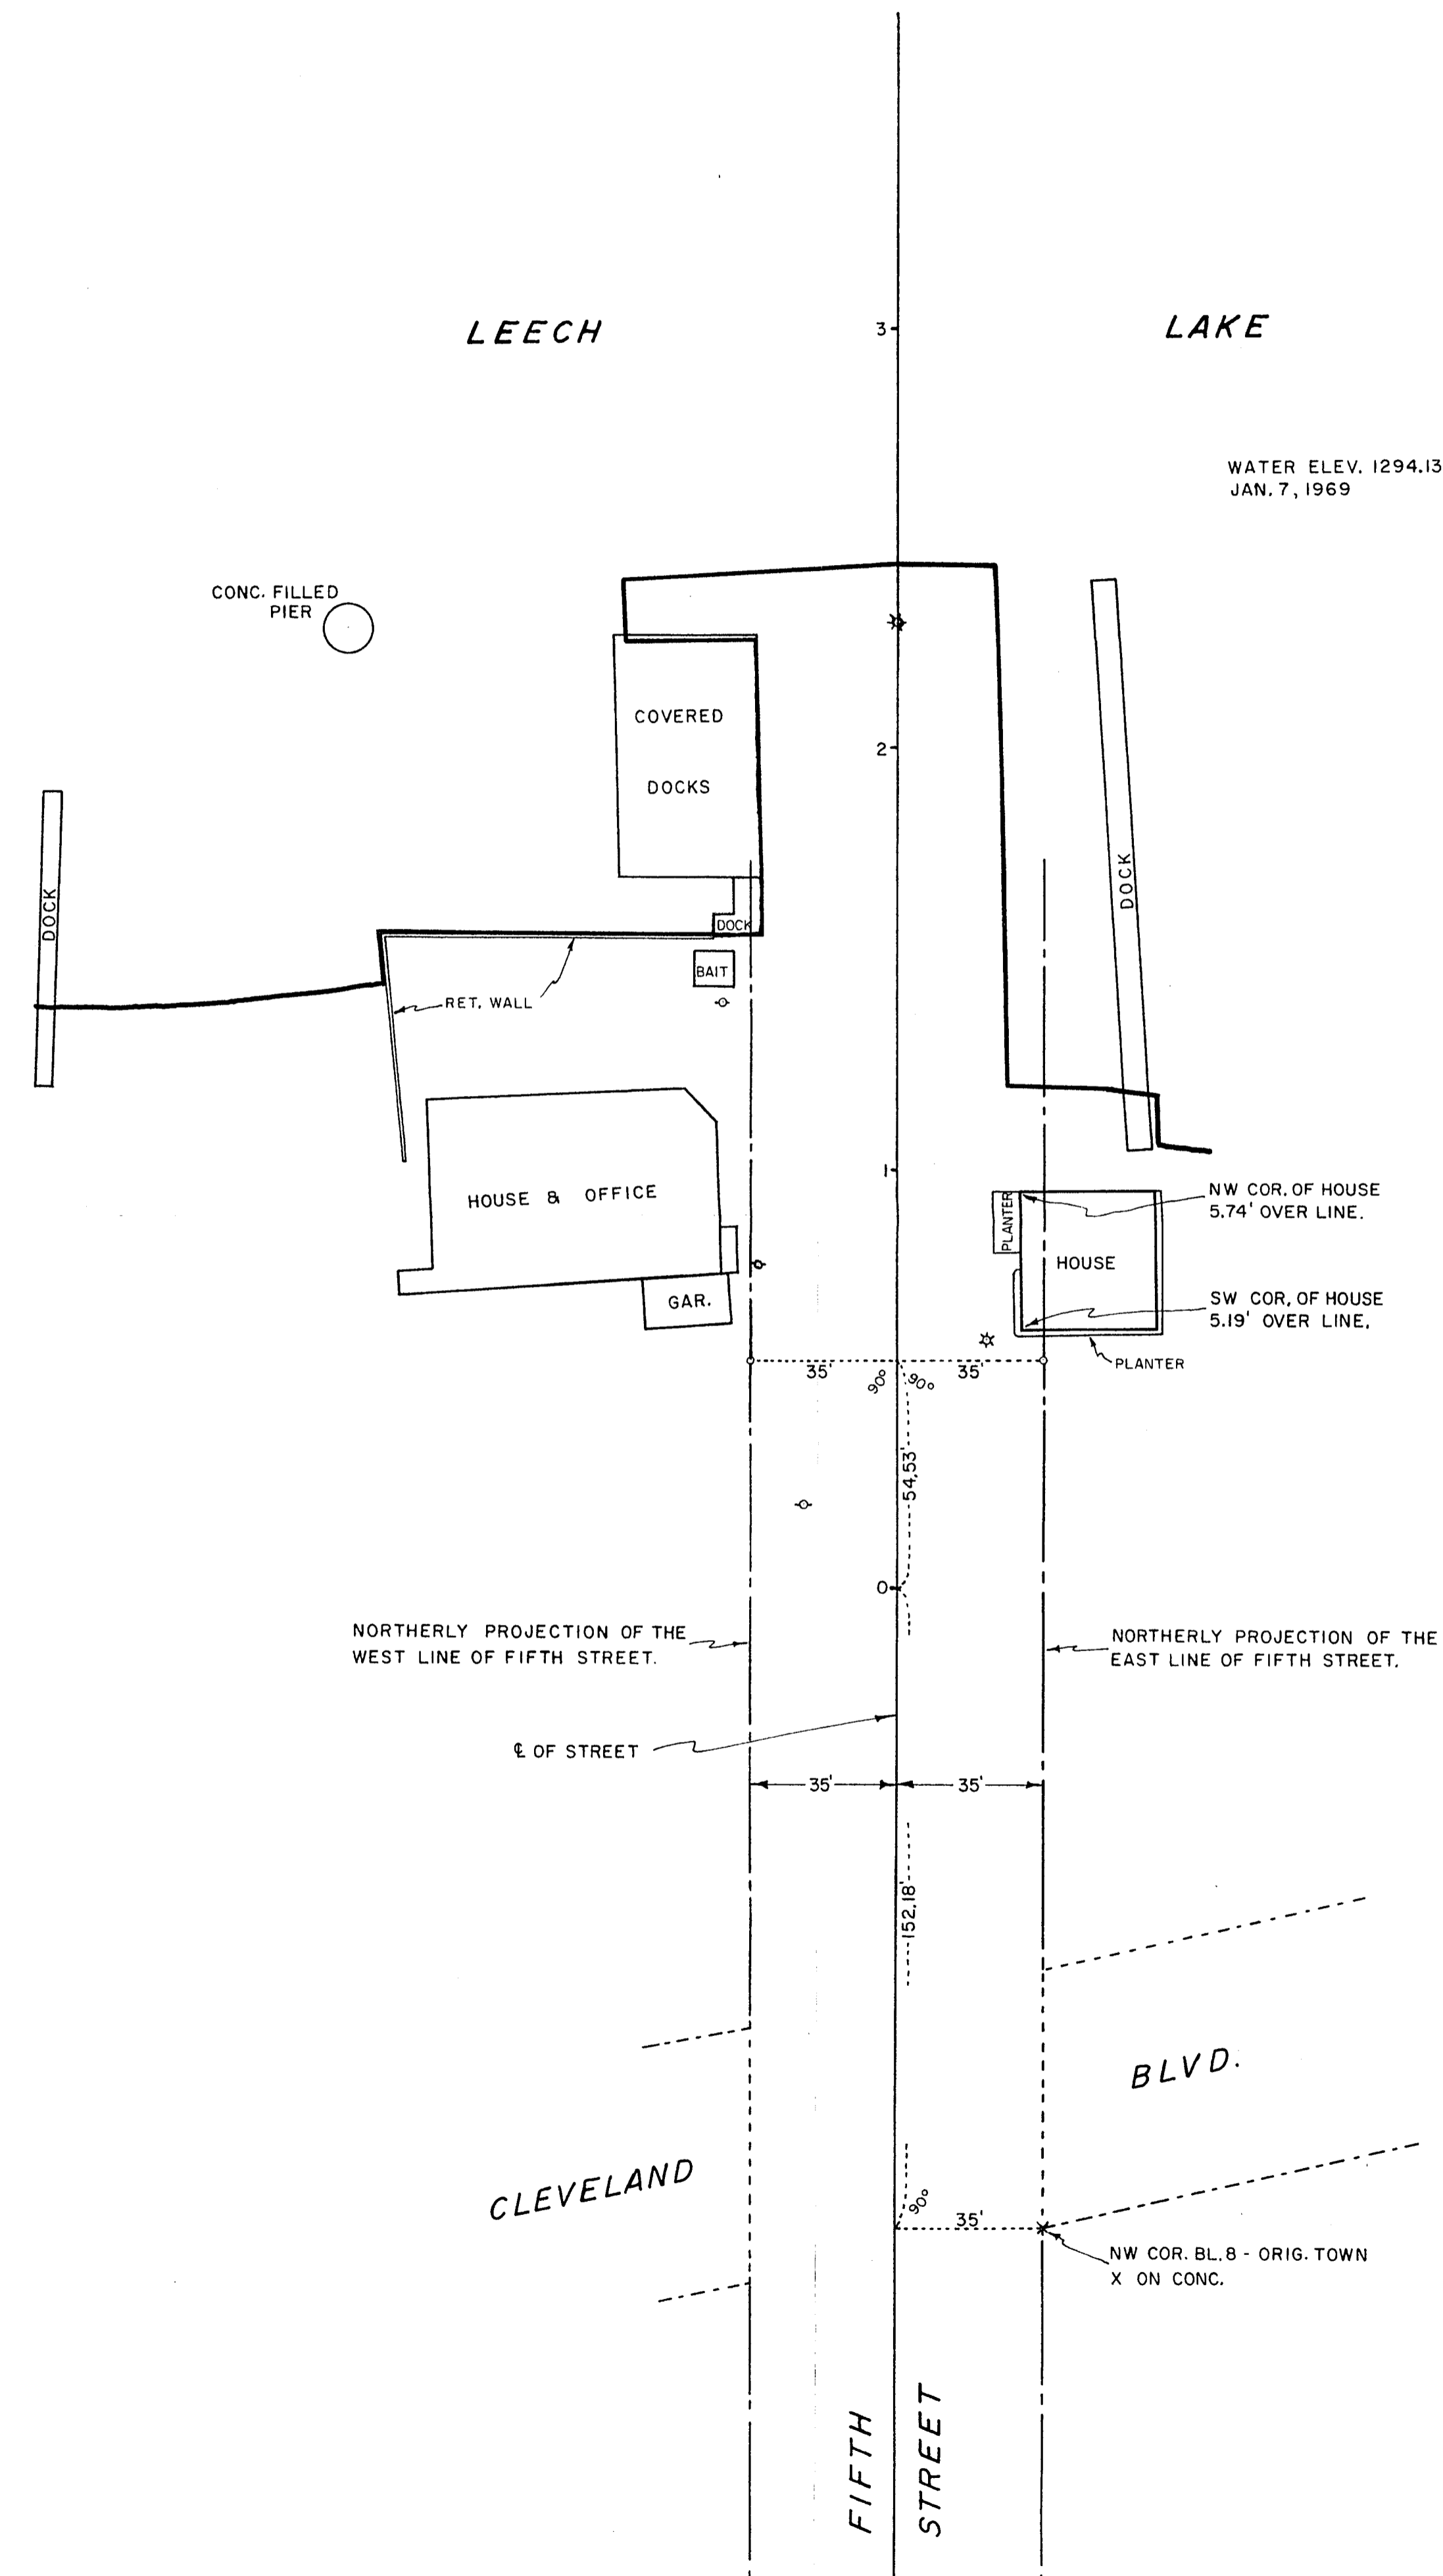 3
LEECH
LAKE
WATER ELEV. 1294.13
JAN. 7, 1969
CONC. FILLED
PIER
COVERED
DOCKS
2
DOCK
DOCK
DOCK
BAIT
RET. WALL
1
HOUSE & OFFICE
PLANTER
NW COR. OF HOUSE
5.74' OVER LINE.
HOUSE
GAR.
SW COR. OF HOUSE
5.19' OVER LINE.
PLANTER
35'
35'
90°
90°
54.53'
0
NORTHERLY PROJECTION OF THE
WEST LINE OF FIFTH STREET.
NORTHERLY PROJECTION OF THE
EAST LINE OF FIFTH STREET.
℄ OF STREET
35'
35'
152.18'
BLVD.
CLEVELAND
90°
35'
NW COR. BL. 8 - ORIG. TOWN
X ON CONC.
FIFTH
STREET